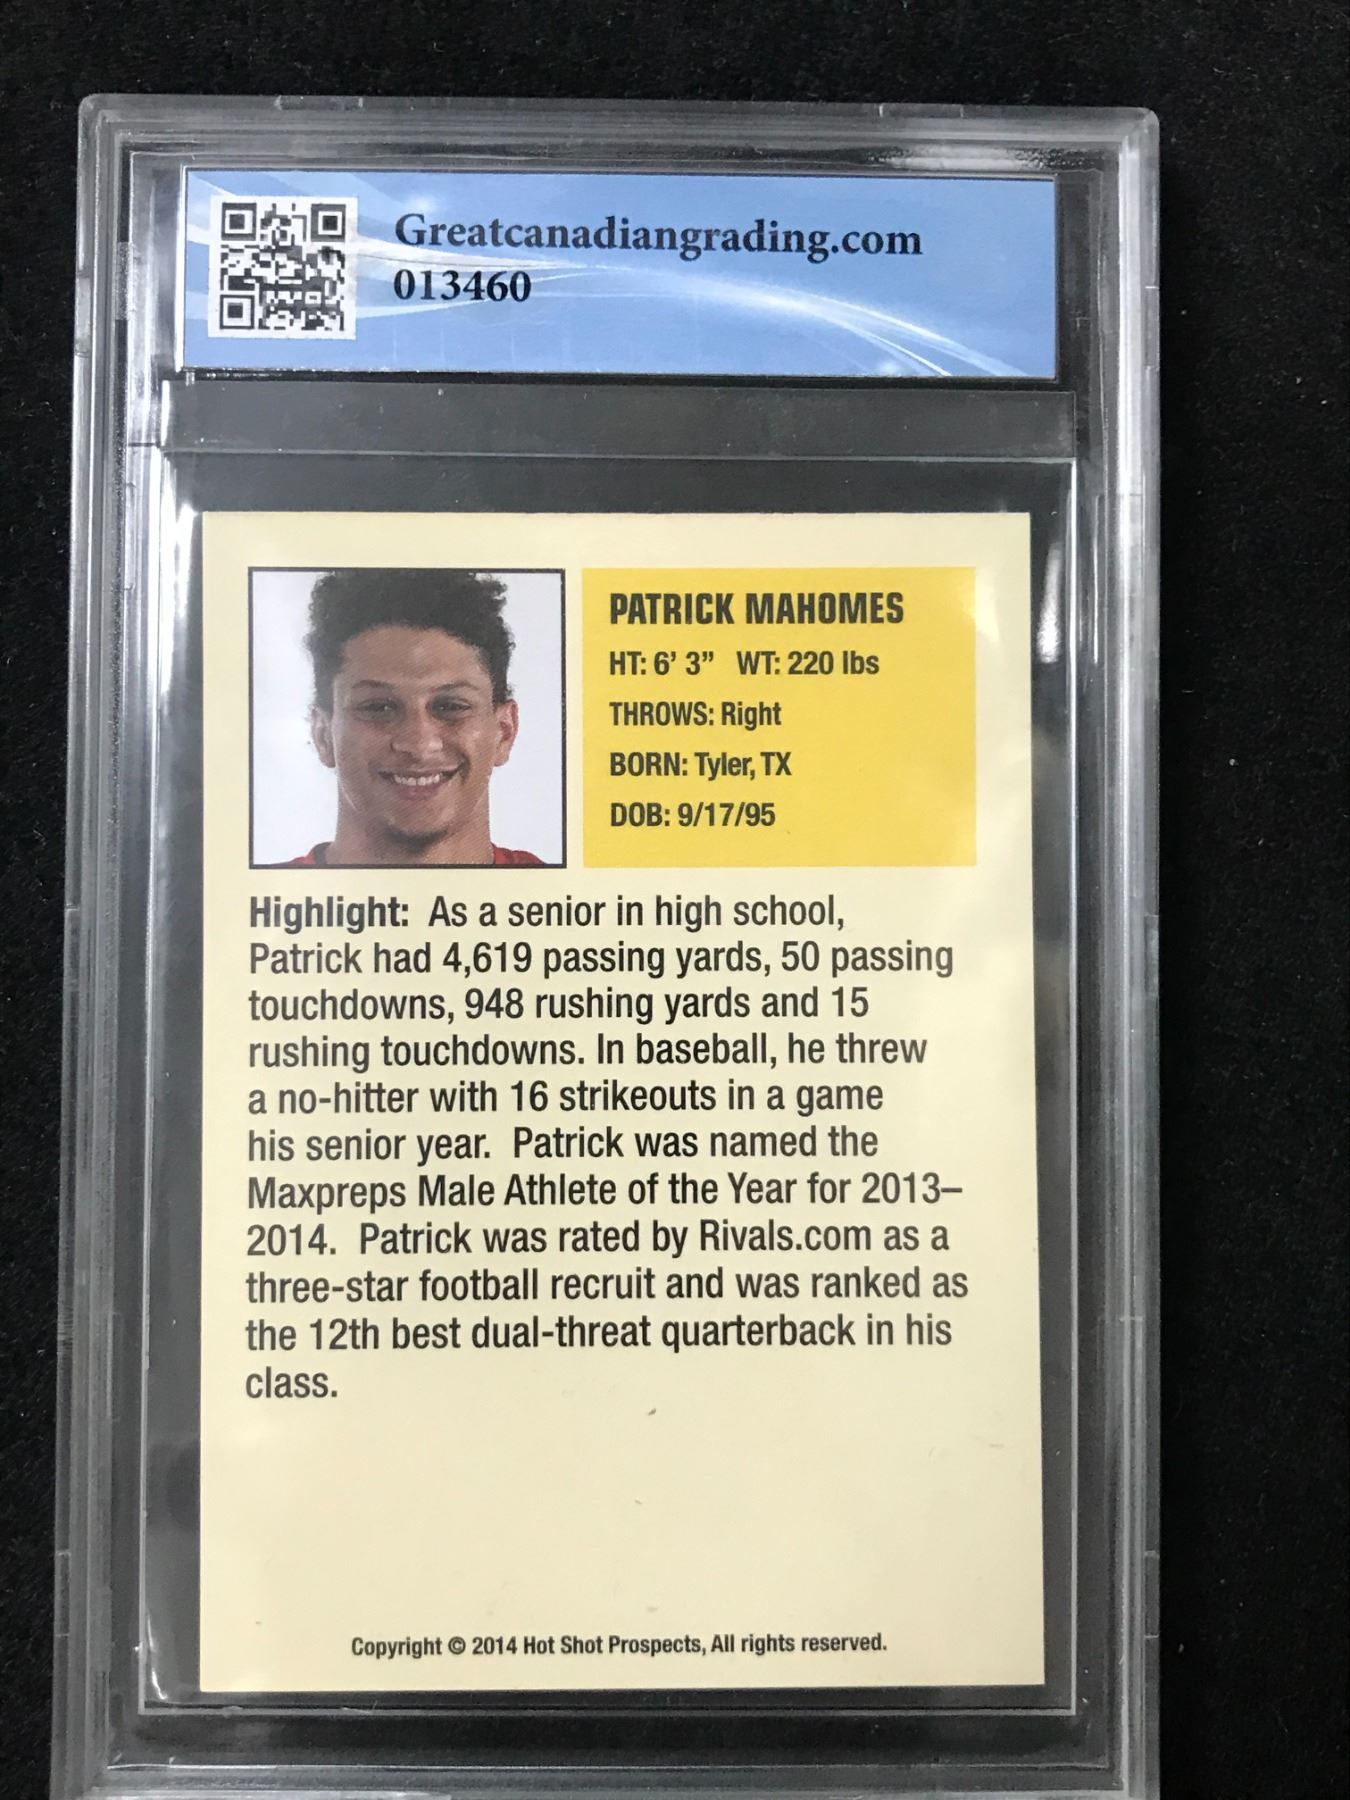 Greatcanadiangrading.com
013460
PATRICK MAHOMES
HT: 6’ 3” WT: 220 lbs
THROWS: Right
BORN: Tyler, TX
DOB: 9/17/95
Highlight: As a senior in high school,
Patrick had 4,619 passing yards, 50 passing
touchdowns, 948 rushing yards and 15
rushing touchdowns. In baseball, he threw
a no-hitter with 16 strikeouts in a game
his senior year. Patrick was named the
Maxpreps Male Athlete of the Year for 2013–
2014. Patrick was rated by Rivals.com as a
three-star football recruit and was ranked as
the 12th best dual-threat quarterback in his
class.
Copyright © 2014 Hot Shot Prospects, All rights reserved.